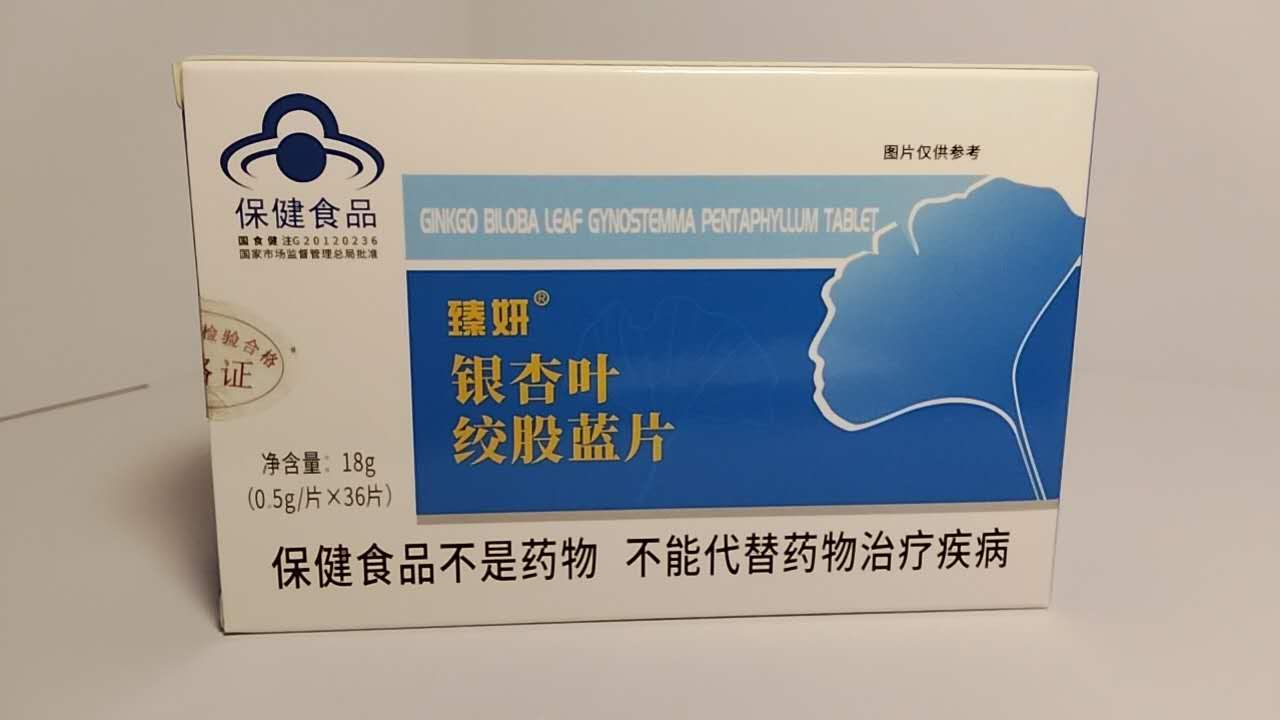 保健食品
国食健注G20120236
国家市场监督管理总局批准
图片仅供参考
GINKGO BILOBA LEAF GYNOSTEMMA PENTAPHYLLUM TABLET
臻妍®
银杏叶
绞股蓝片
检验合格
证
净含量：18g
（0.5g/片×36片）
保健食品不是药物 不能代替药物治疗疾病